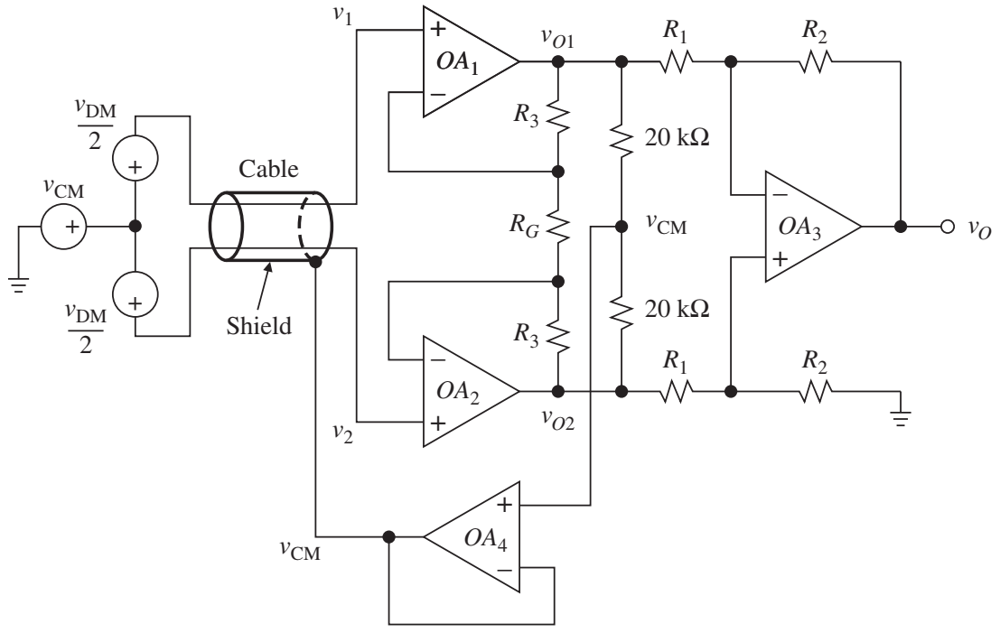 v1
vO1
R1
R2
+
OA1
−
R3
20 kΩ
vDM
2
+
Cable
vCM
+
RG
vCM
−
OA3
+
vO
+
vDM
2
Shield
R3
20 kΩ
−
OA2
+
R1
R2
v2
vO2
+
OA4
−
vCM